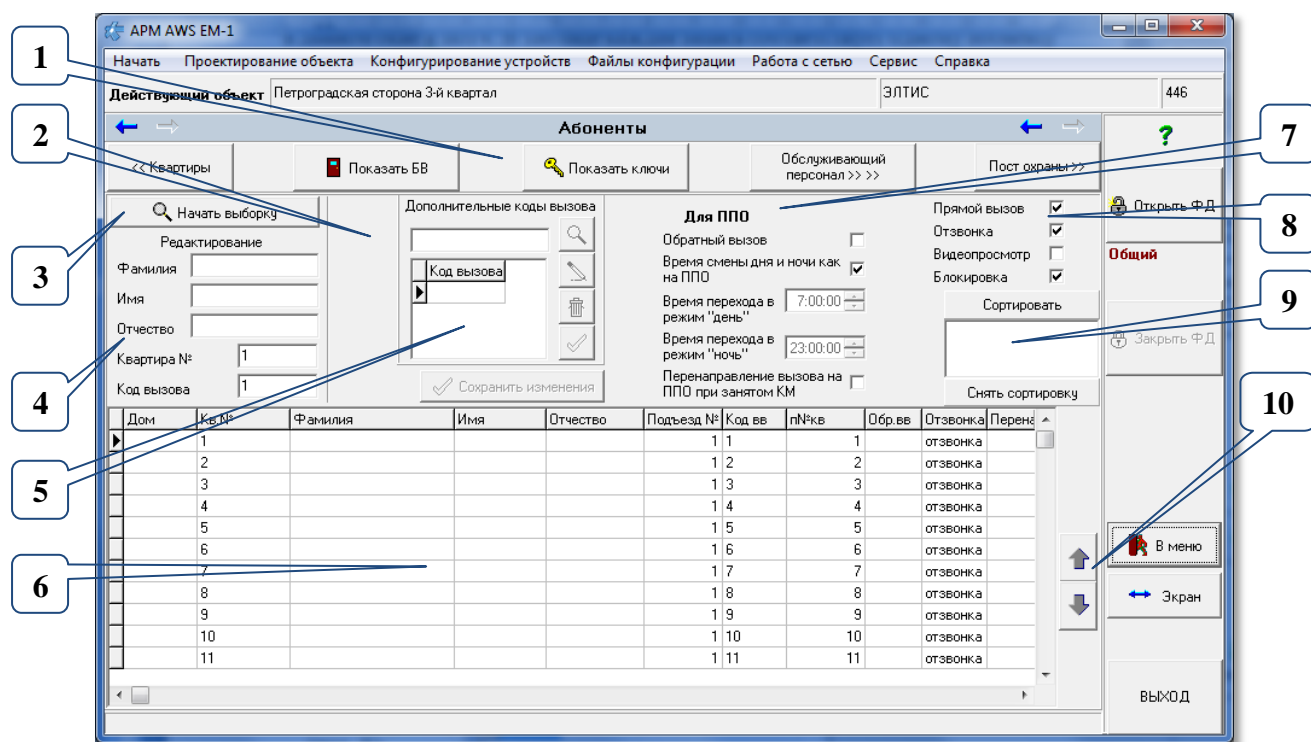 АРМ AWS EM-1
Начать Проектирование объекта Конфигурирование устройств Файлы конфигурации Работа с сетью Сервис Справка
Действующий объект Петроградская сторона 3-й квартал ЭЛТИС 446
Абоненты
<< Квартиры Показать БВ Показать ключи Обслуживающий персонал >> >> Пост охраны >>
?
Открыть ФД
Общий
Закрыть ФД
В меню
Экран
ВЫХОД
Начать выборку
Редактирование
Фамилия
Имя
Отчество
Квартира № 1
Код вызова 1
Дополнительные коды вызова
Код вызова
Сохранить изменения
Для ППО
Обратный вызов
Время смены дня и ночи как
на ППО
Время перехода в
режим "день" 7:00:00
Время перехода в
режим "ночь" 23:00:00
Перенаправление вызова на
ППО при занятом КМ
Прямой вызов
Отзвонка
Видеопросмотр
Блокировка
Сортировать
Снять сортировку
Дом Кв.№ Фамилия Имя Отчество Подъезд № Код вв п№кв Обр.вв Отзвонка Перена
1 1 1 1 отзвонка
2 1 2 2 отзвонка
3 1 3 3 отзвонка
4 1 4 4 отзвонка
5 1 5 5 отзвонка
6 1 6 6 отзвонка
7 1 7 7 отзвонка
8 1 8 8 отзвонка
9 1 9 9 отзвонка
10 1 10 10 отзвонка
11 1 11 11 отзвонка
1
2
3
4
5
6
7
8
9
10